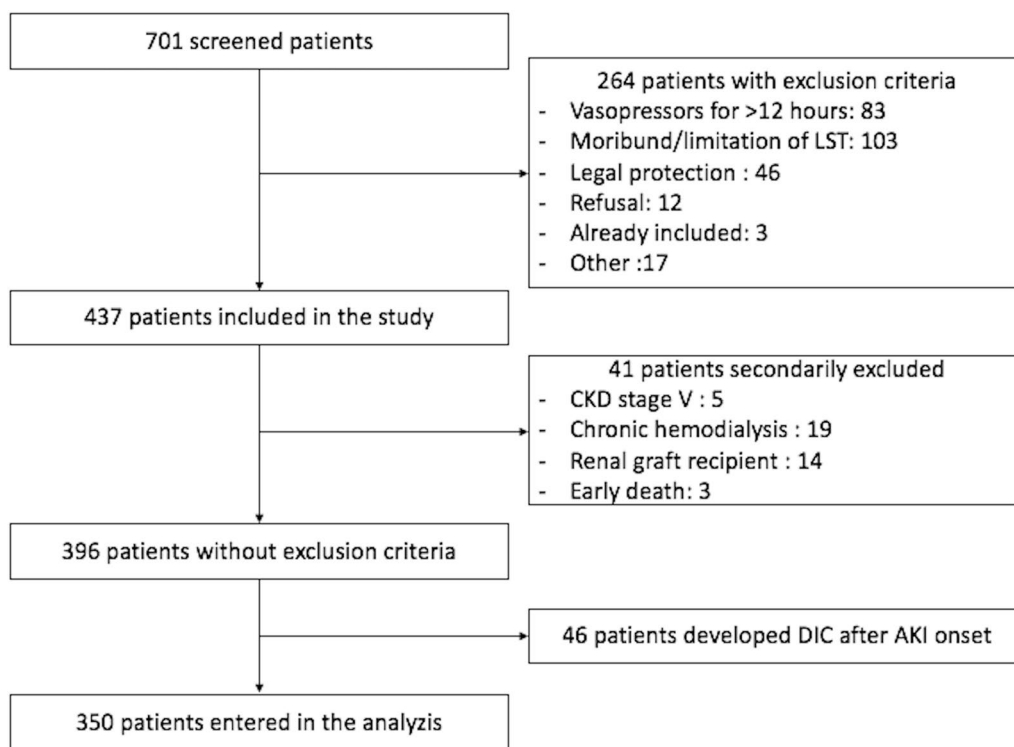 701 screened patients
264 patients with exclusion criteria
- Vasopressors for >12 hours: 83
- Moribund/limitation of LST: 103
- Legal protection : 46
- Refusal: 12
- Already included: 3
- Other :17
437 patients included in the study
41 patients secondarily excluded
- CKD stage V : 5
- Chronic hemodialysis : 19
- Renal graft recipient : 14
- Early death: 3
396 patients without exclusion criteria
46 patients developed DIC after AKI onset
350 patients entered in the analyzis